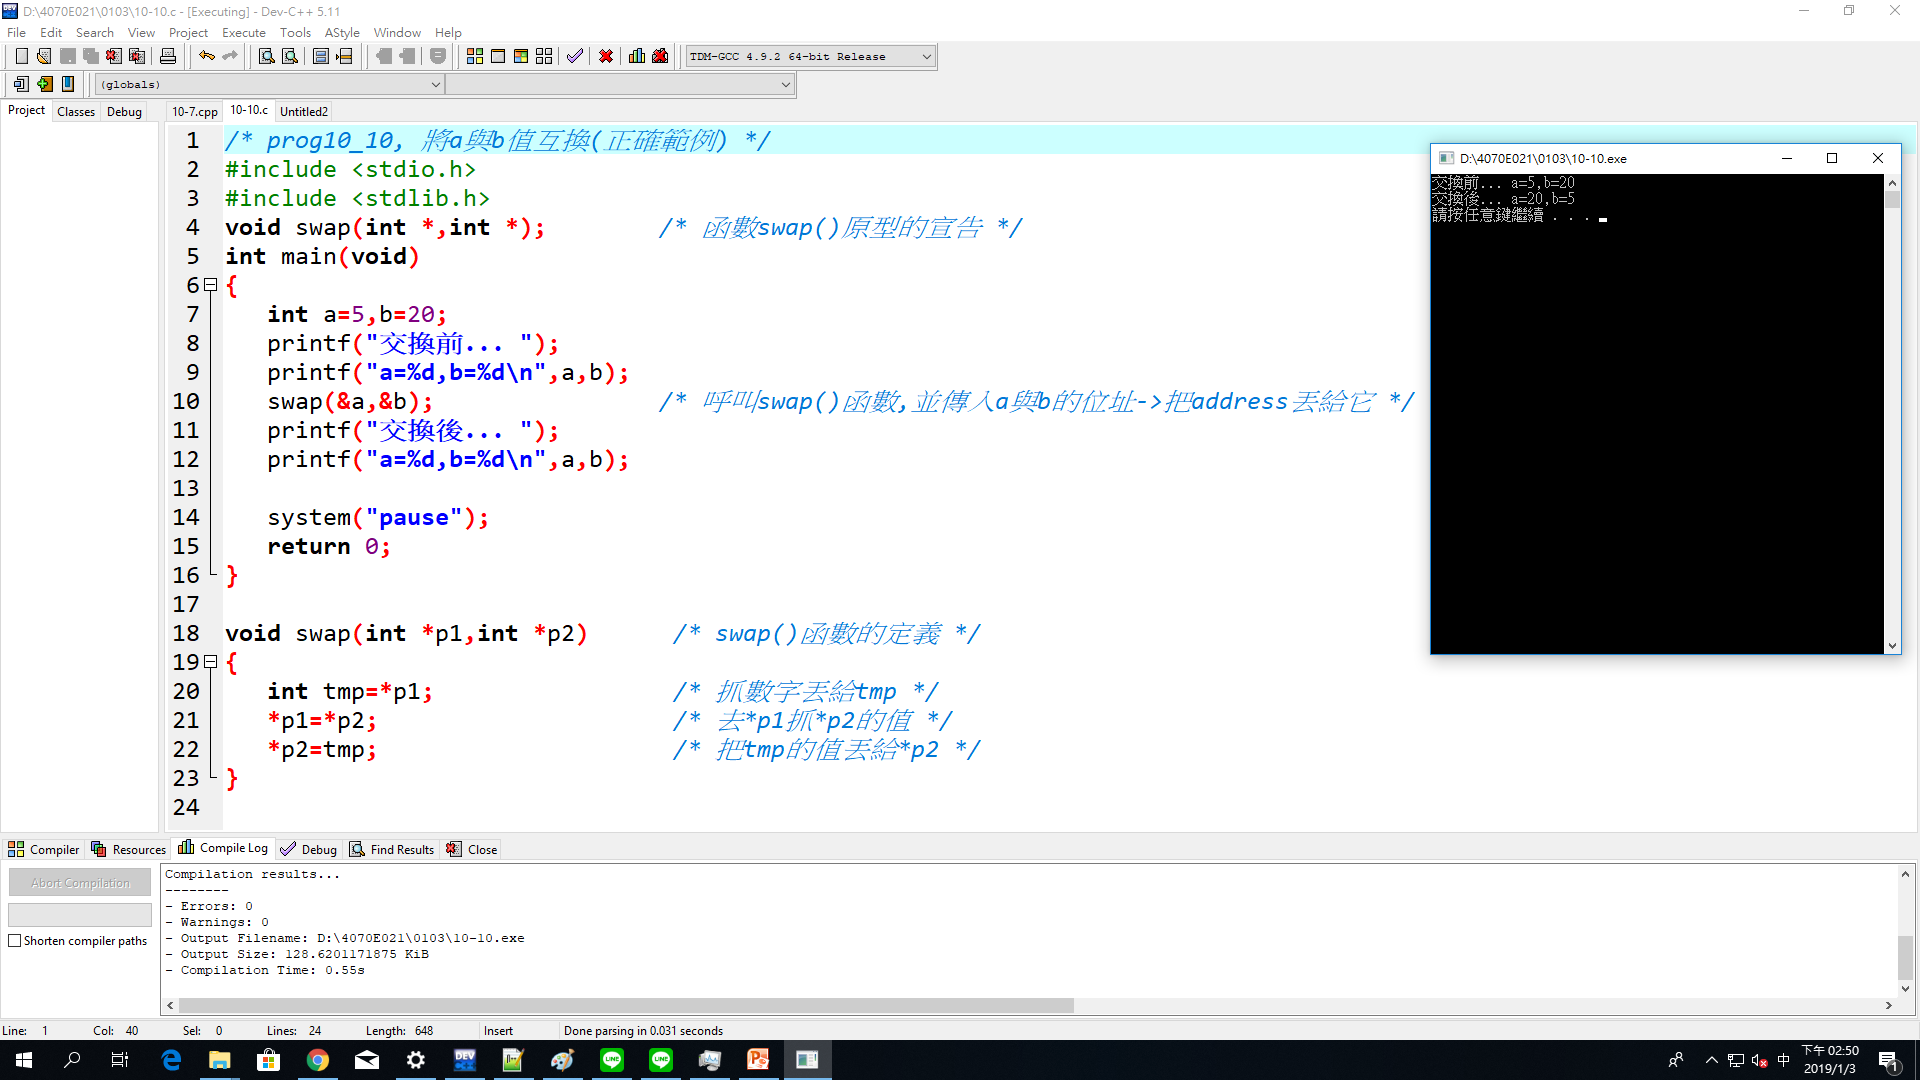 D:\4070E021\0103\10-10.c - [Executing] - Dev-C++ 5.11
File Edit Search View Project Execute Tools AStyle Window Help
TDM-GCC 4.9.2 64-bit Release
(globals)
Project Classes Debug
10-7.cpp 10-10.c Untitled2
1 /* prog10_10, 將a與b值互換(正確範例) */
2 #include <stdio.h>
3 #include <stdlib.h>
4 void swap(int *,int *); /* 函數swap()原型的宣告 */
5 int main(void)
6 {
7 int a=5,b=20;
8 printf("交換前... ");
9 printf("a=%d,b=%d\n",a,b);
10 swap(&a,&b); /* 呼叫swap()函數,並傳入a與b的位址->把address丟給它 */
11 printf("交換後... ");
12 printf("a=%d,b=%d\n",a,b);
13
14 system("pause");
15 return 0;
16 }
17
18 void swap(int *p1,int *p2) /* swap()函數的定義 */
19 {
20 int tmp=*p1; /* 抓數字丟給tmp */
21 *p1=*p2; /* 去*p1抓*p2的值 */
22 *p2=tmp; /* 把tmp的值丟給*p2 */
23 }
24
D:\4070E021\0103\10-10.exe
交換前... a=5,b=20
交換後... a=20,b=5
請按任意鍵繼續 . . .
Compiler Resources Compile Log Debug Find Results Close
Abort Compilation
Shorten compiler paths
Compilation results...
--------
- Errors: 0
- Warnings: 0
- Output Filename: D:\4070E021\0103\10-10.exe
- Output Size: 128.6201171875 KiB
- Compilation Time: 0.55s
Line: 1 Col: 40 Sel: 0 Lines: 24 Length: 648 Insert Done parsing in 0.031 seconds
中
下午 02:50
2019/1/3
1